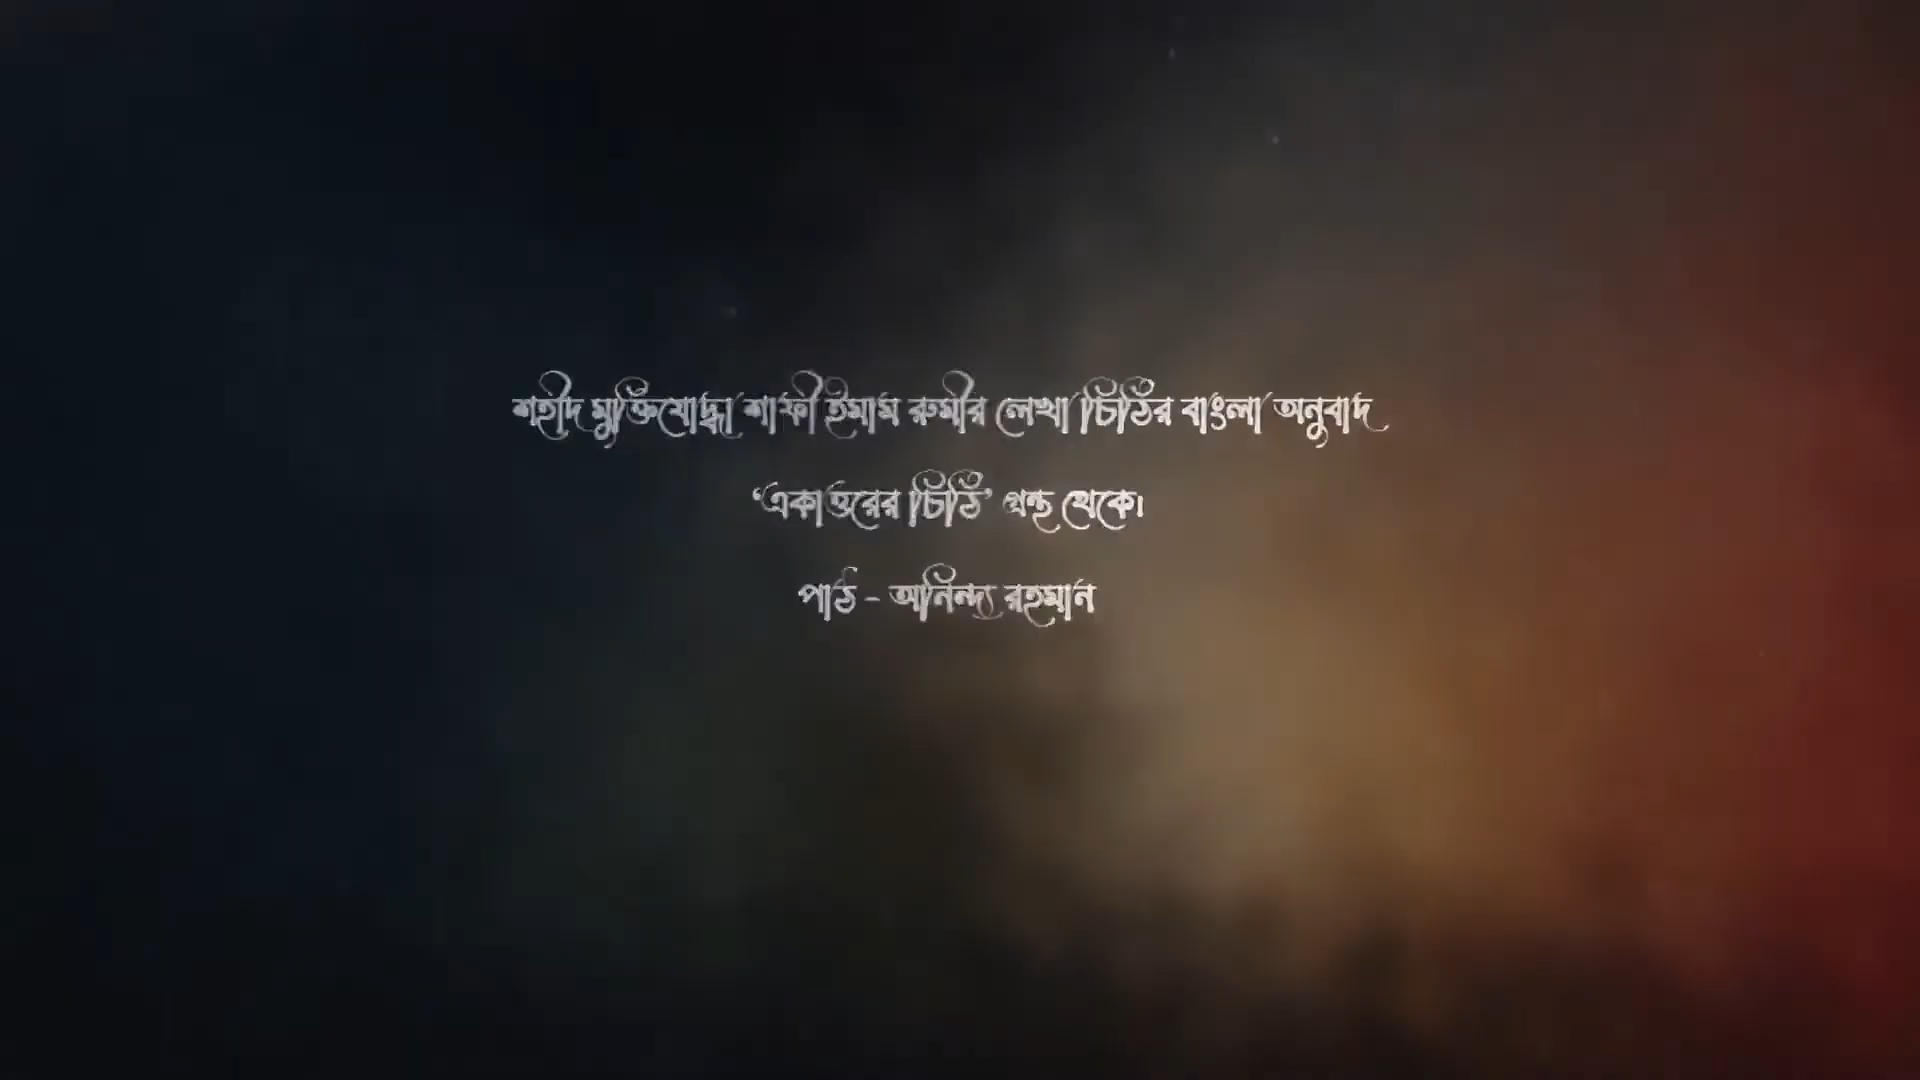 শহীদ মুক্তিযোদ্ধা শাফী ইমাম রুমীর লেখা চিঠির বাংলা অনুবাদ
‘একাত্তরের চিঠি’ গ্রন্থ থেকে।
পাঠ - অনিন্দ্য রহমান